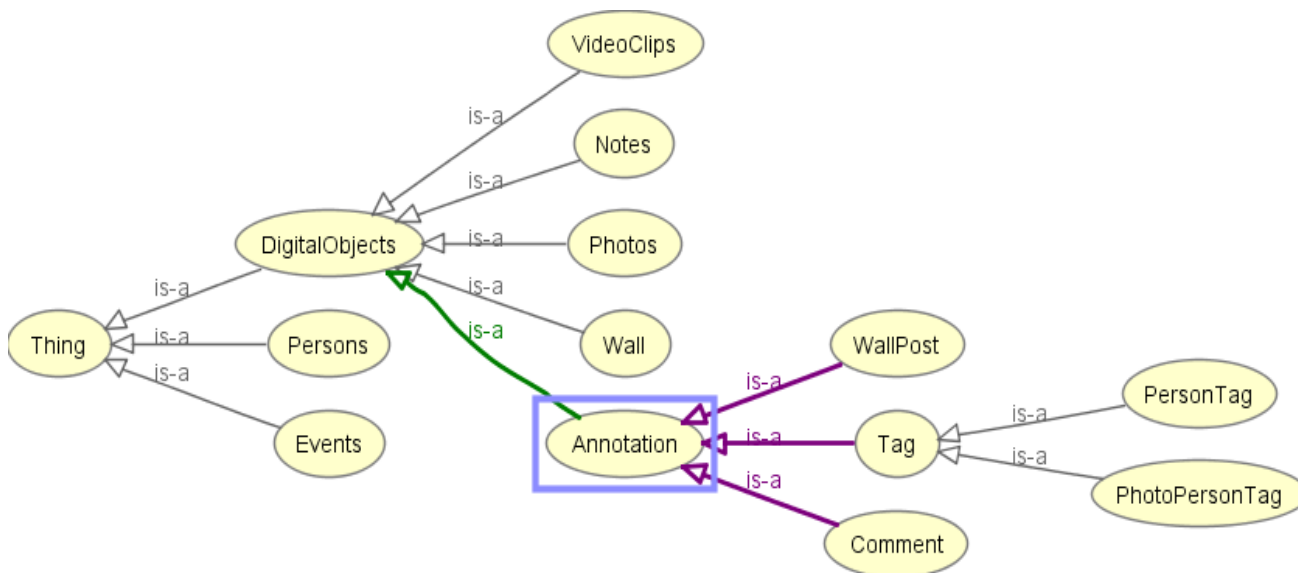 VideoClips
is-a
Notes
is-a
DigitalObjects
is-a
Photos
is-a
is-a
Thing
is-a
Persons
is-a
Wall
WallPost
is-a
is-a
Events
Annotation
is-a
Tag
is-a
PersonTag
is-a
is-a
PhotoPersonTag
Comment